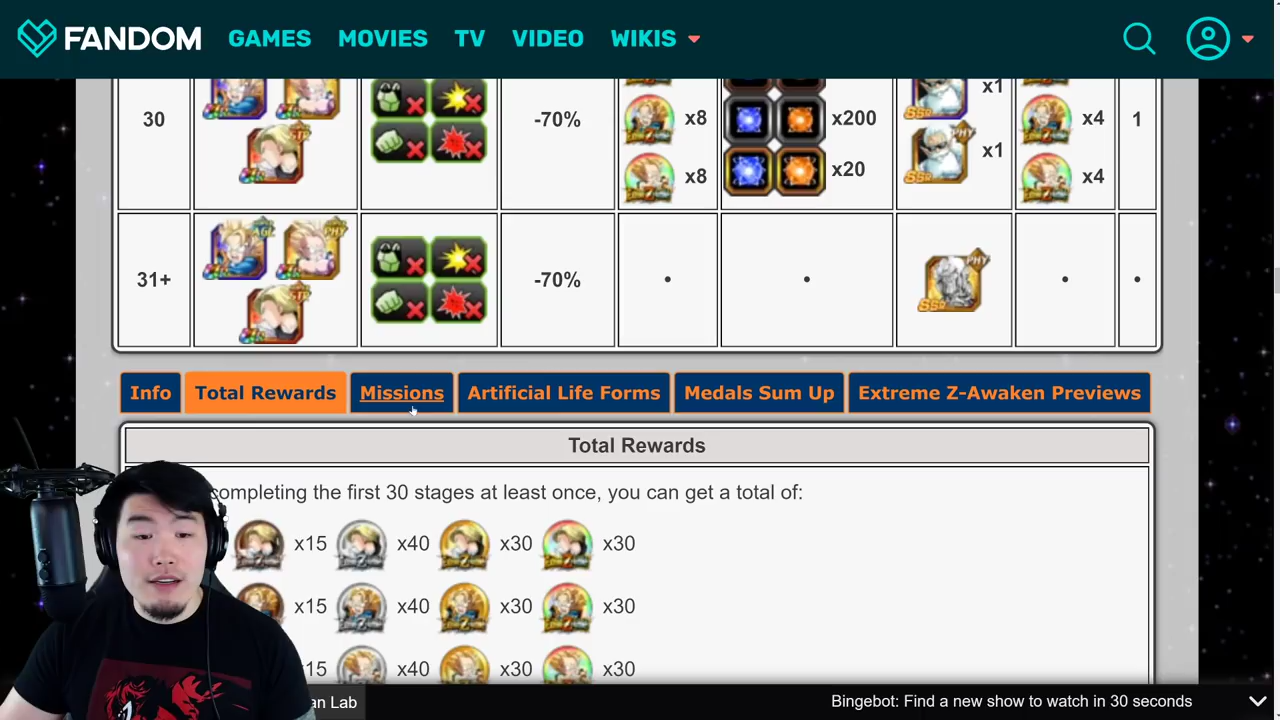 FANDOM GAMES MOVIES TV VIDEO WIKIS
30 -70% x8 x200 x1 x4 1
x8 x20 x1 x4
31+ -70% • • • •
Info Total Rewards Missions Artificial Life Forms Medals Sum Up Extreme Z-Awaken Previews
Total Rewards
completing the first 30 stages at least once, you can get a total of:
x15 x40 x30 x30
x15 x40 x30 x30
x15 x40 x30 x30
an Lab Bingebot: Find a new show to watch in 30 seconds